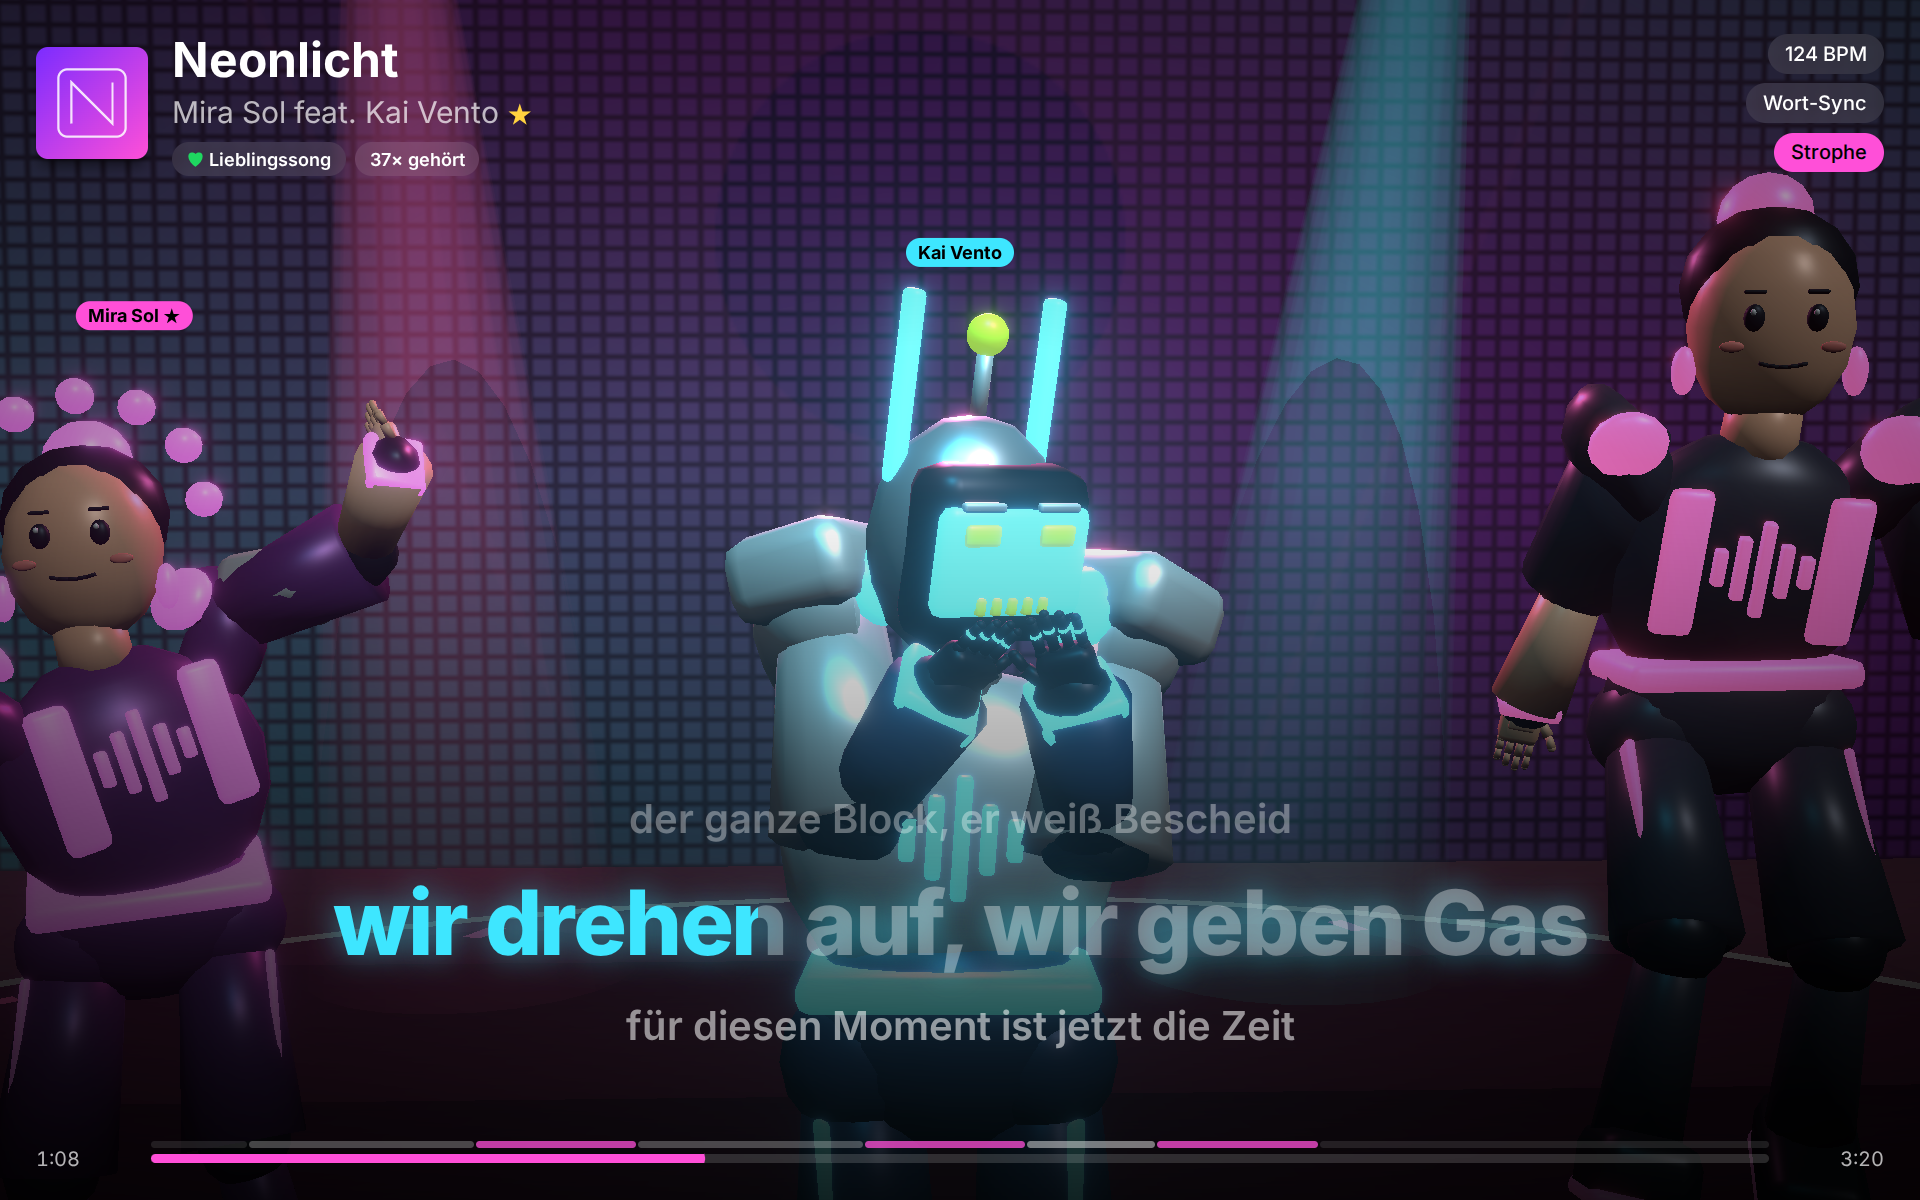 N
Neonlicht
Mira Sol feat. Kai Vento ★
Lieblingssong
37× gehört
124 BPM
Wort-Sync
Strophe
Kai Vento
Mira Sol ★
der ganze Block, er weiß Bescheid
wir drehen auf, wir geben Gas
für diesen Moment ist jetzt die Zeit
1:08
3:20